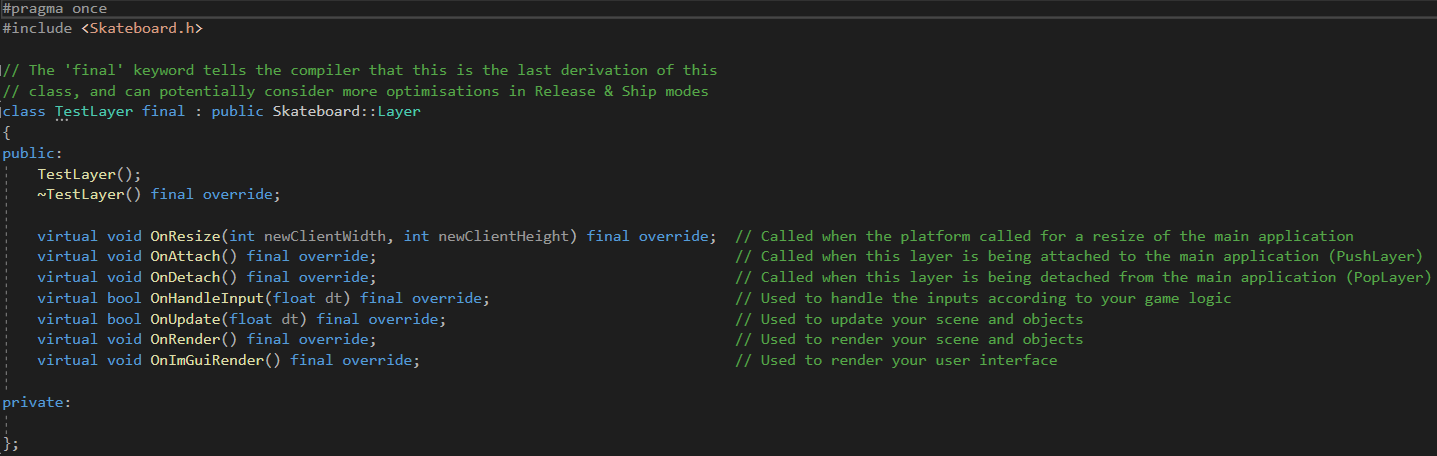 #pragma once
#include <Skateboard.h>
// The 'final' keyword tells the compiler that this is the last derivation of this
// class, and can potentially consider more optimisations in Release & Ship modes
class TestLayer final : public Skateboard::Layer
{
public:
    TestLayer();
    ~TestLayer() final override;
    virtual void OnResize(int newClientWidth, int newClientHeight) final override;  // Called when the platform called for a resize of the main application
    virtual void OnAttach() final override;                                         // Called when this layer is being attached to the main application (PushLayer)
    virtual void OnDetach() final override;                                         // Called when this layer is being detached from the main application (PopLayer)
    virtual bool OnHandleInput(float dt) final override;                            // Used to handle the inputs according to your game logic
    virtual bool OnUpdate(float dt) final override;                                 // Used to update your scene and objects
    virtual void OnRender() final override;                                         // Used to render your scene and objects
    virtual void OnImGuiRender() final override;                                    // Used to render your user interface
private:
};